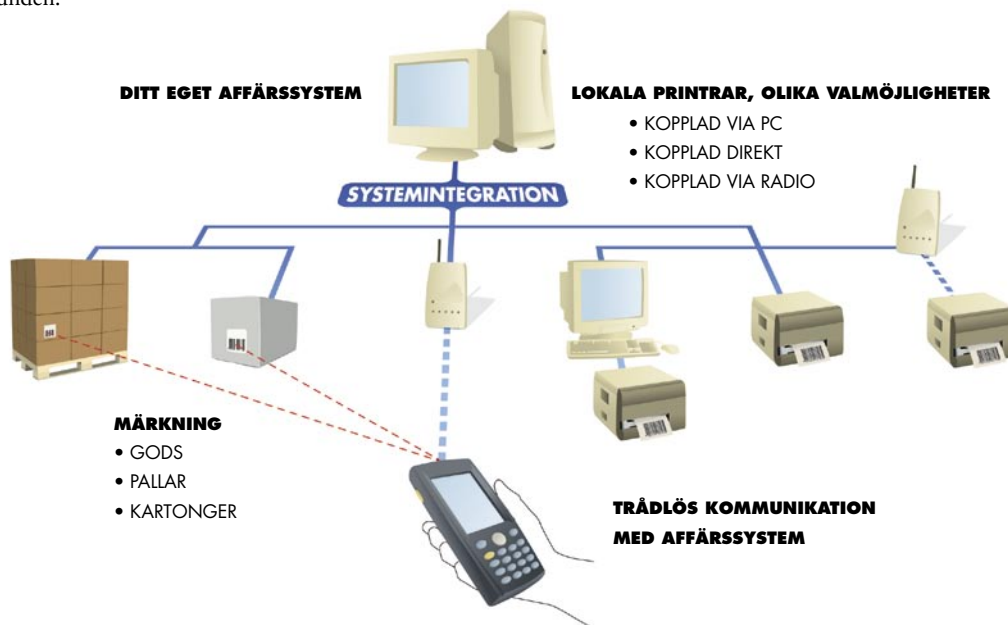 DITT EGET AFFÄRSSYSTEM
LOKALA PRINTRAR, OLIKA VALMÖJLIGHETER
• KOPPLAD VIA PC
• KOPPLAD DIREKT
• KOPPLAD VIA RADIO
SYSTEMINTEGRATION
MÄRKNING
• GODS
• PALLAR
• KARTONGER
TRÅDLÖS KOMMUNIKATION
MED AFFÄRSSYSTEM